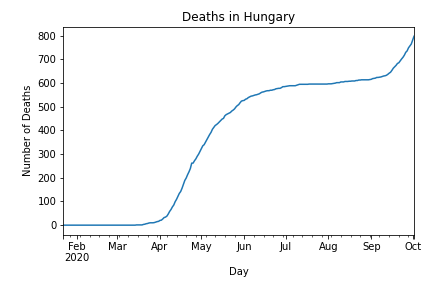 Deaths in Hungary
800
700
600
500
400
300
200
100
0
Number of Deaths
Feb Mar Apr May Jun Jul Aug Sep Oct
2020
Day